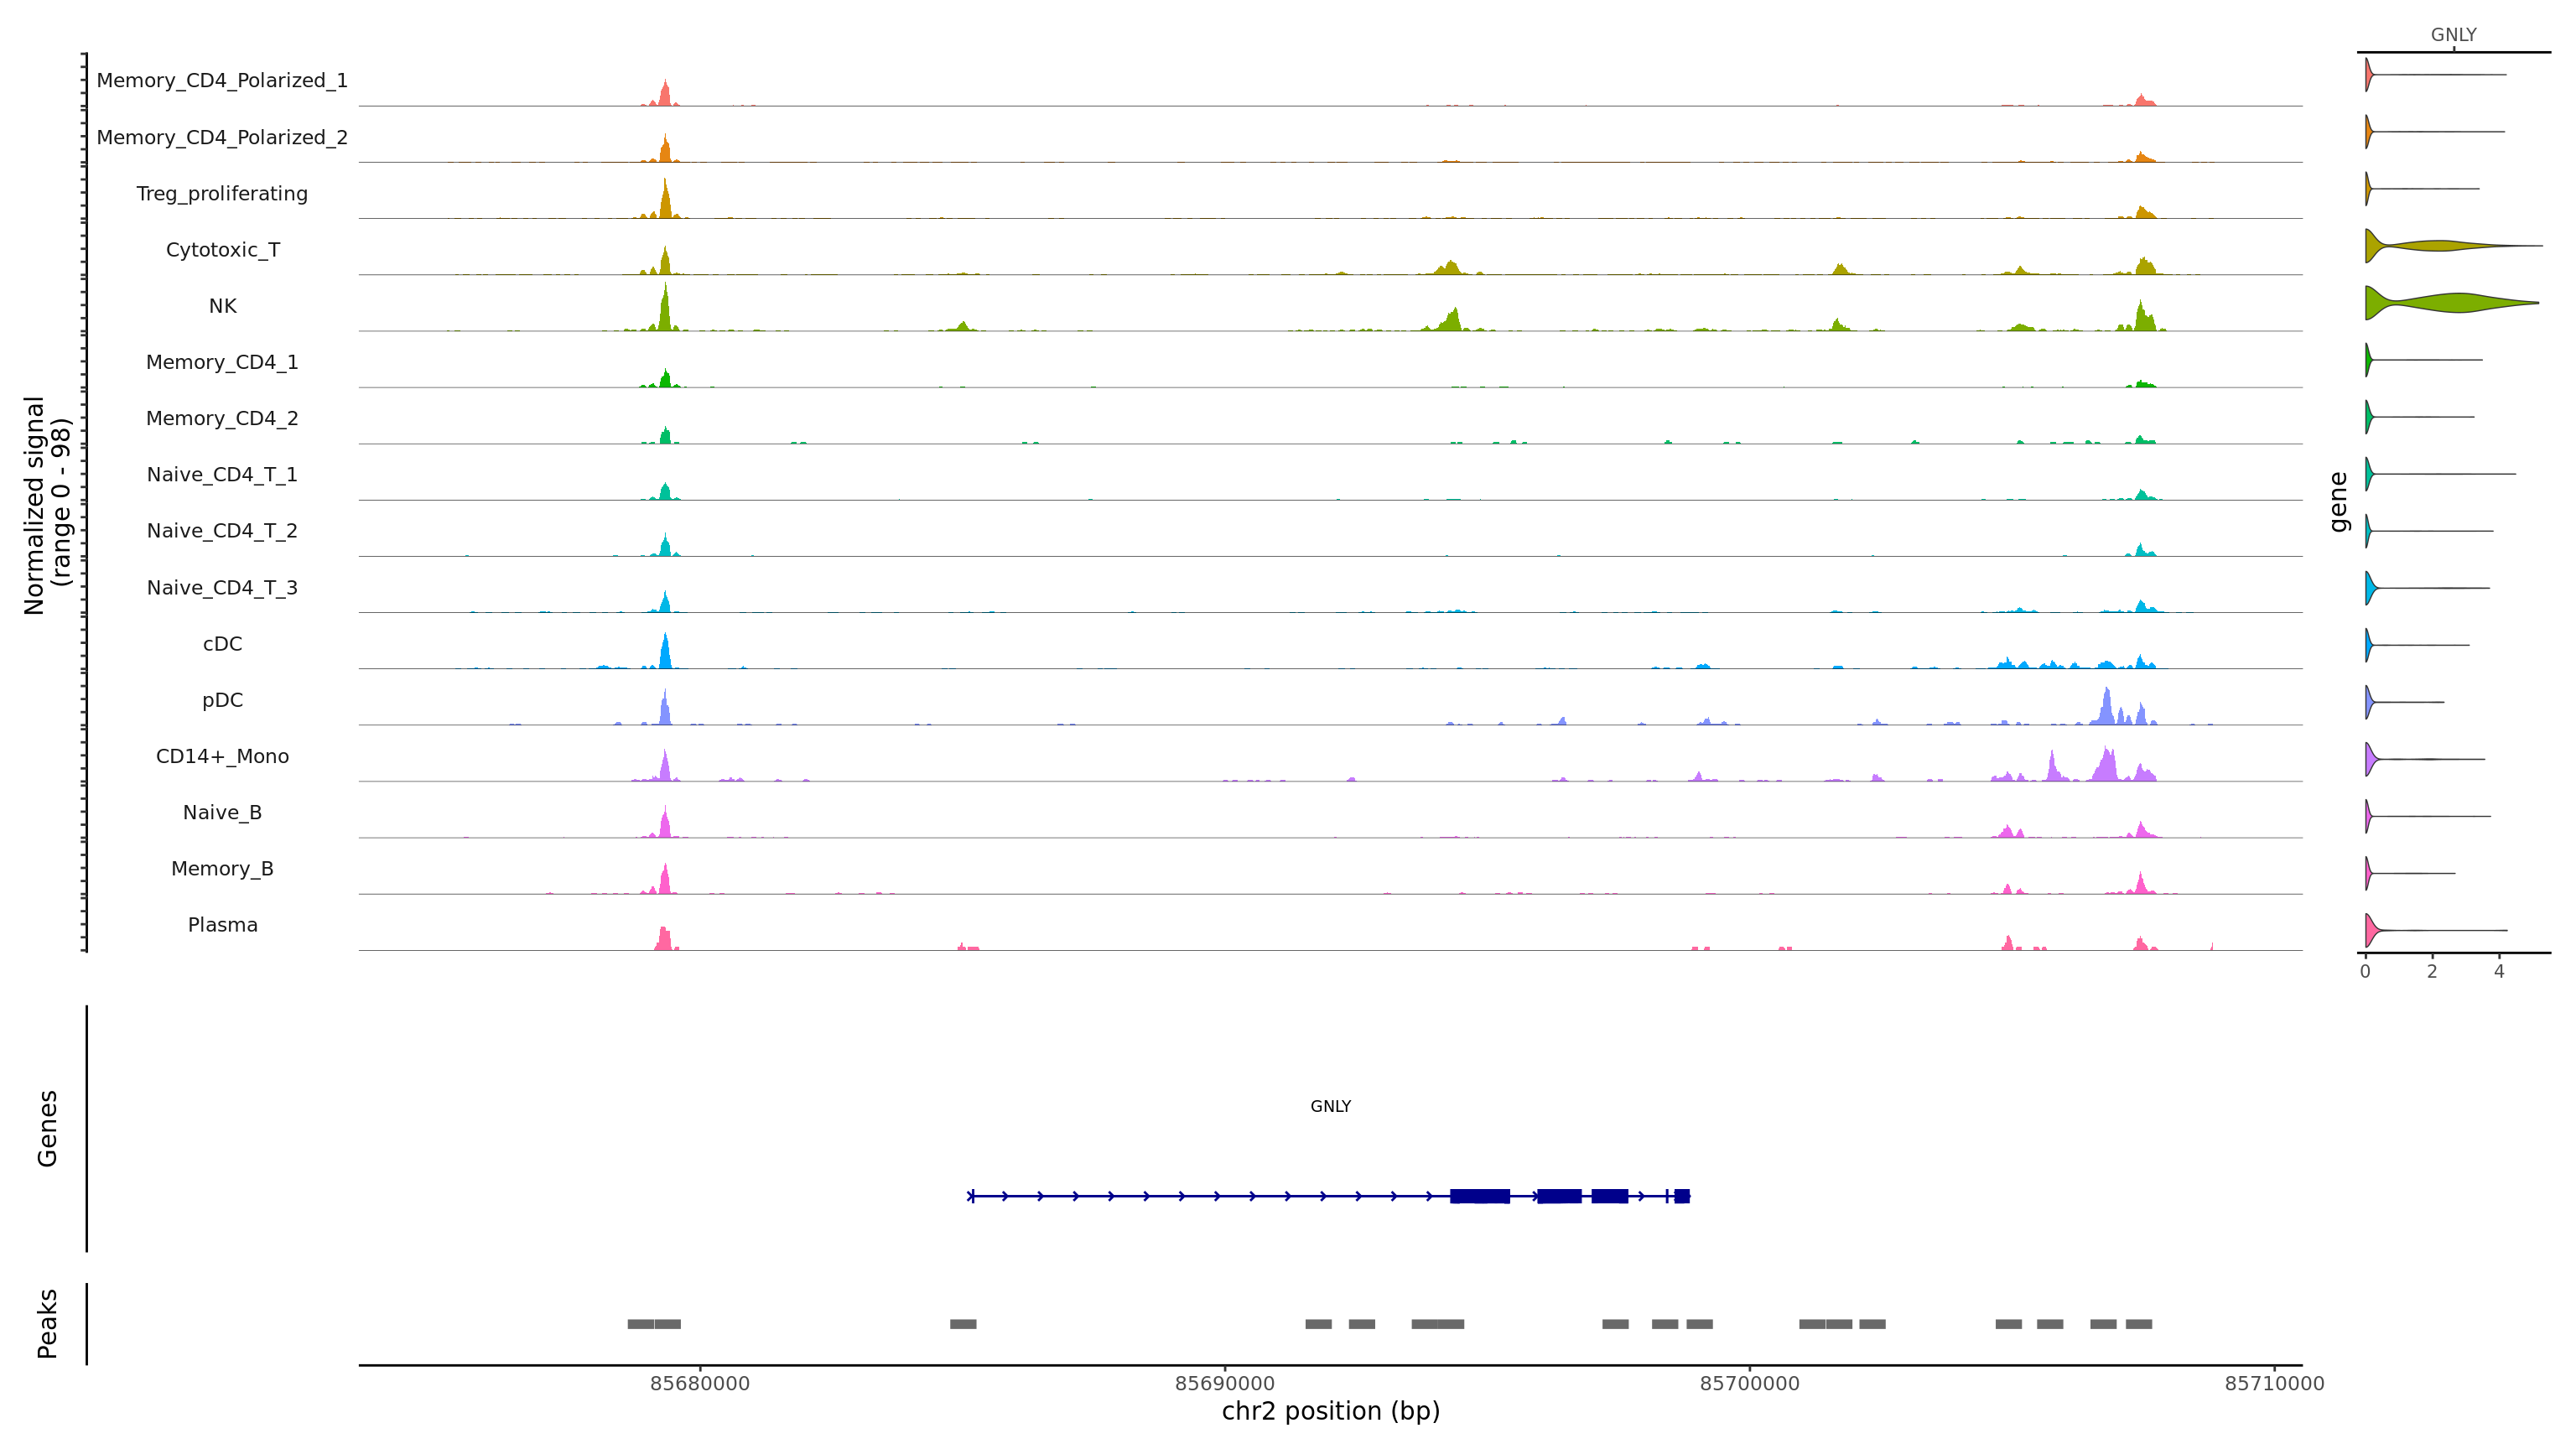 GNLY
Memory_CD4_Polarized_1
Memory_CD4_Polarized_2
Treg_proliferating
Cytotoxic_T
NK
Memory_CD4_1
Memory_CD4_2
Naive_CD4_T_1
Naive_CD4_T_2
Naive_CD4_T_3
cDC
pDC
CD14+_Mono
Naive_B
Memory_B
Plasma
Normalized signal
(range 0 - 98)
gene
0 2 4
Genes
GNLY
Peaks
85680000 85690000 85700000 85710000
chr2 position (bp)